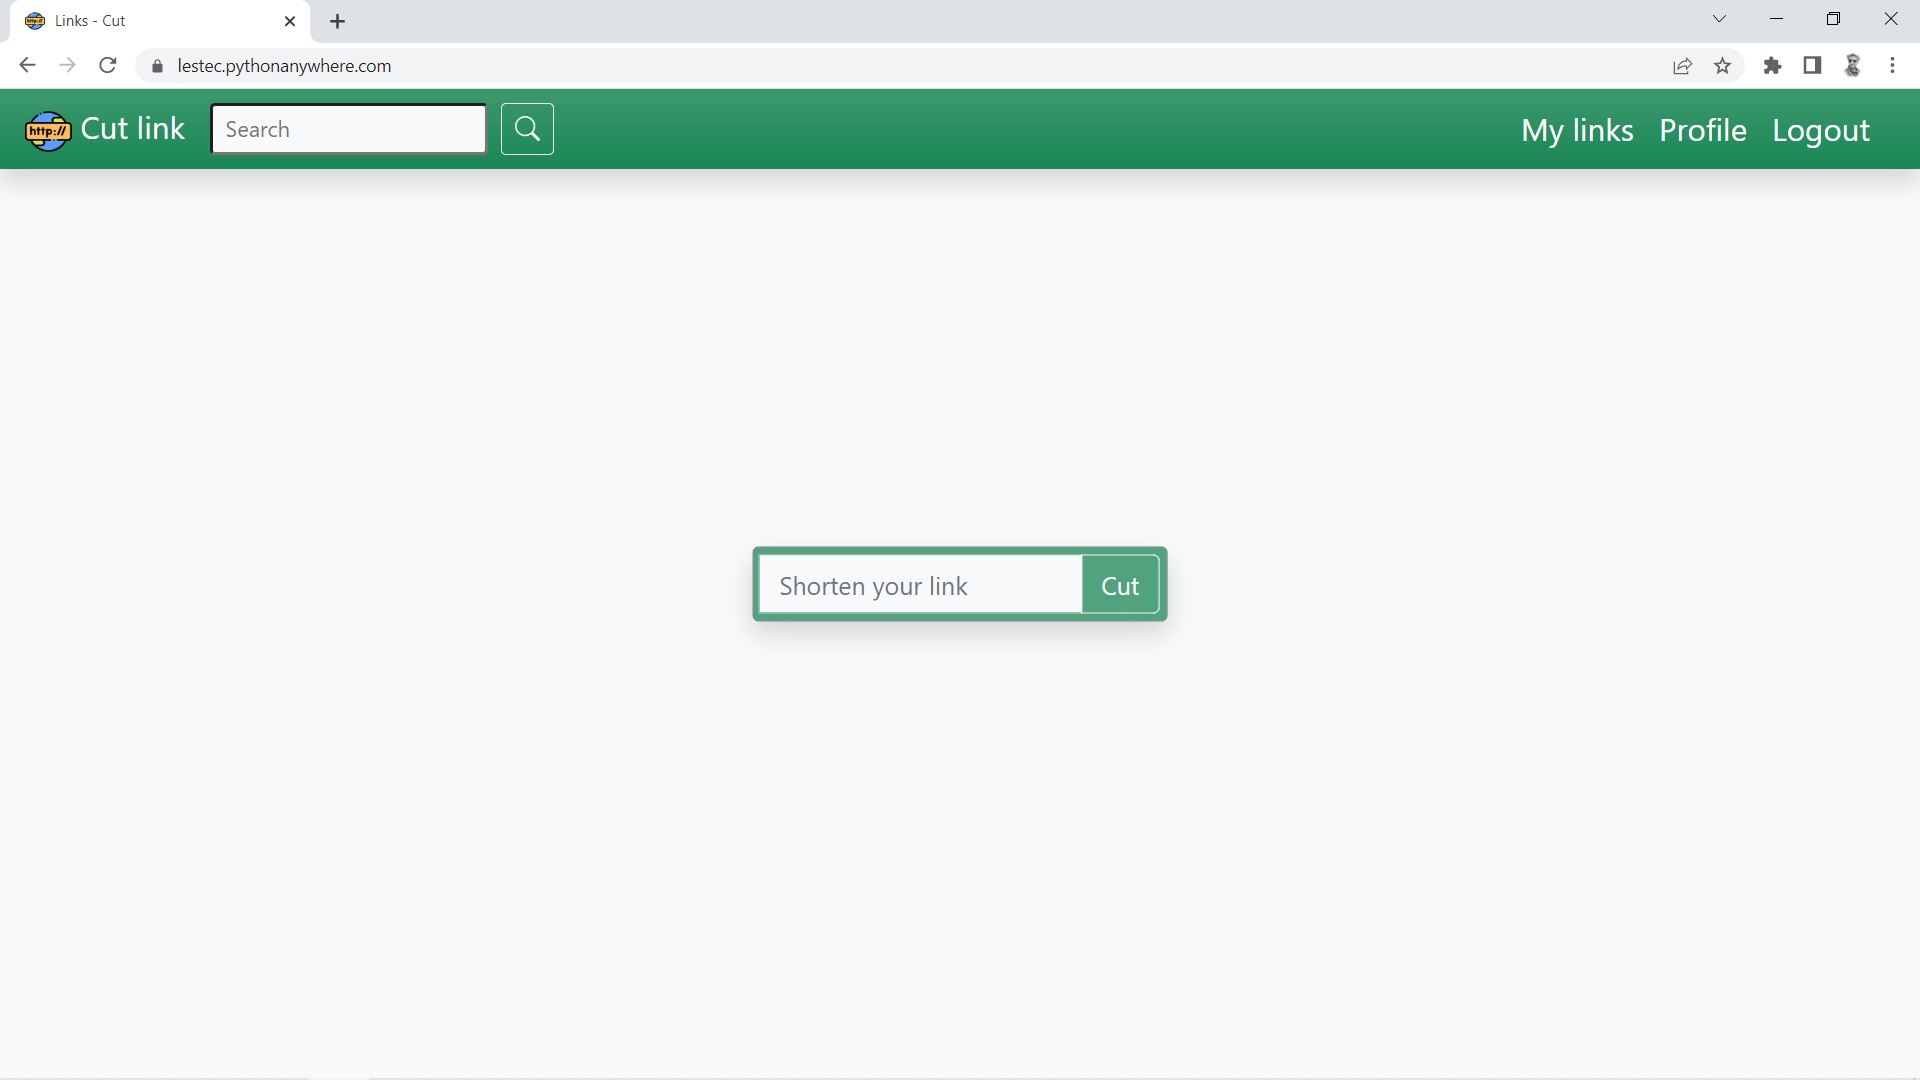 Links - Cut
lestec.pythonanywhere.com
http:// Cut link Search My links Profile Logout
Shorten your link Cut